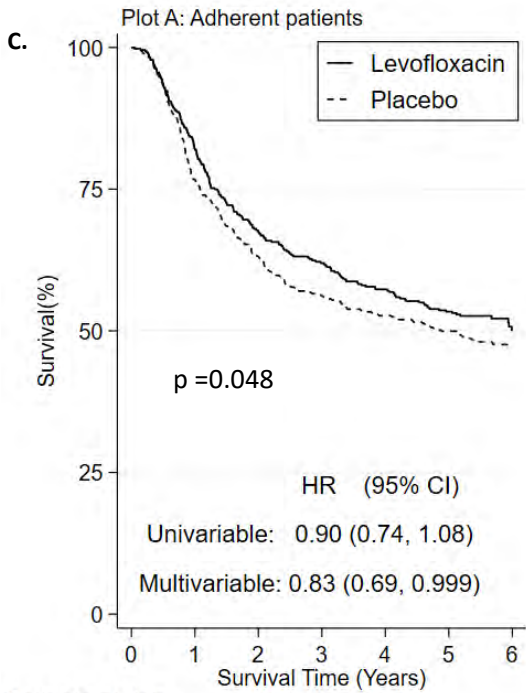 Plot A: Adherent patients
C.
Levofloxacin
Placebo
100
75
50
25
0
Survival(%)
p =0.048
HR (95% CI)
Univariable: 0.90 (0.74, 1.08)
Multivariable: 0.83 (0.69, 0.999)
0 1 2 3 4 5 6
Survival Time (Years)